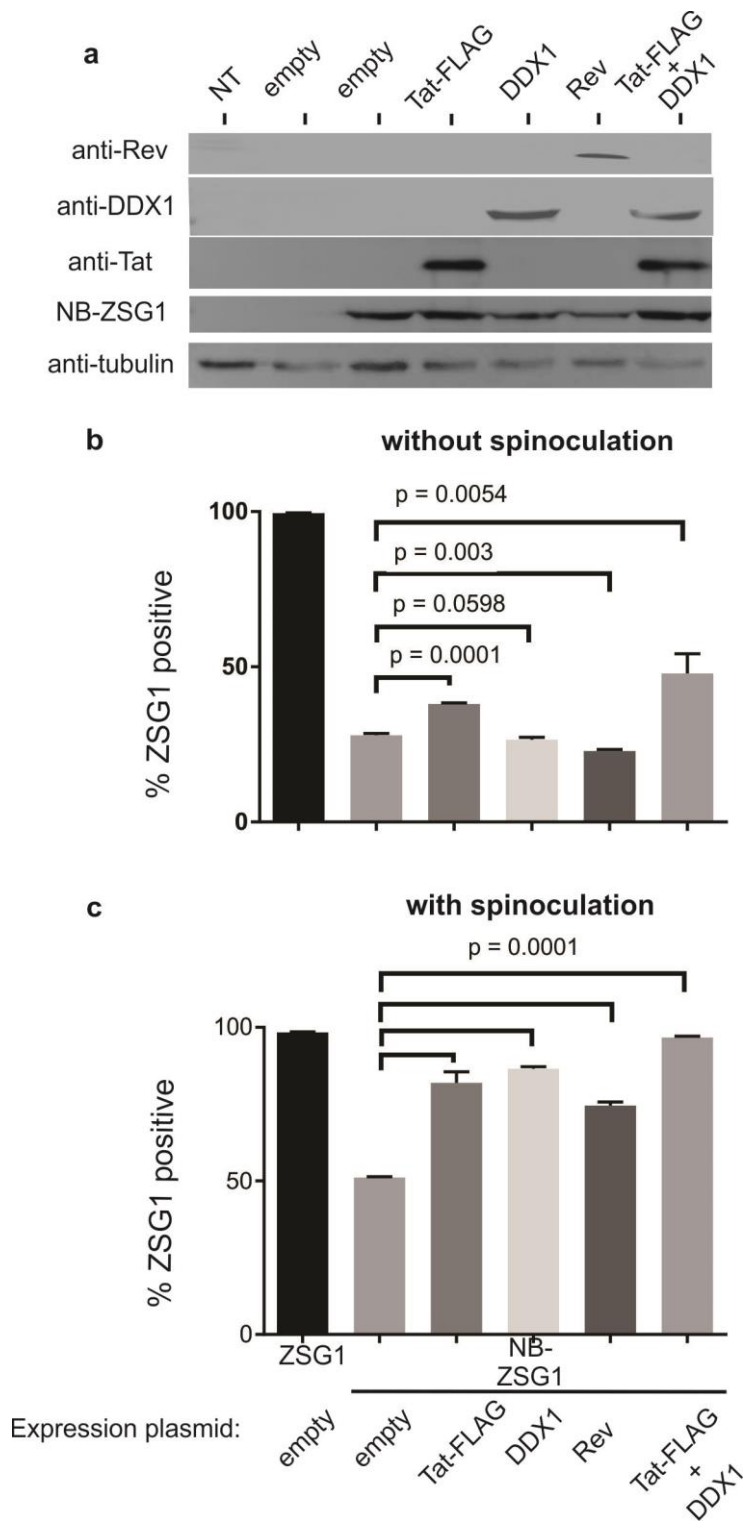 a
NT
empty
empty
Tat-FLAG
DDX1
Rev
Tat-FLAG
+
DDX1
anti-Rev
anti-DDX1
anti-Tat
NB-ZSG1
anti-tubulin
b
without spinoculation
p = 0.0054
p = 0.003
p = 0.0598
p = 0.0001
100
50
0
% ZSG1 positive
c
with spinoculation
p = 0.0001
100
50
0
% ZSG1 positive
ZSG1
NB-
ZSG1
Expression plasmid:
empty
empty
Tat-FLAG
DDX1
Rev
Tat-FLAG
+
DDX1